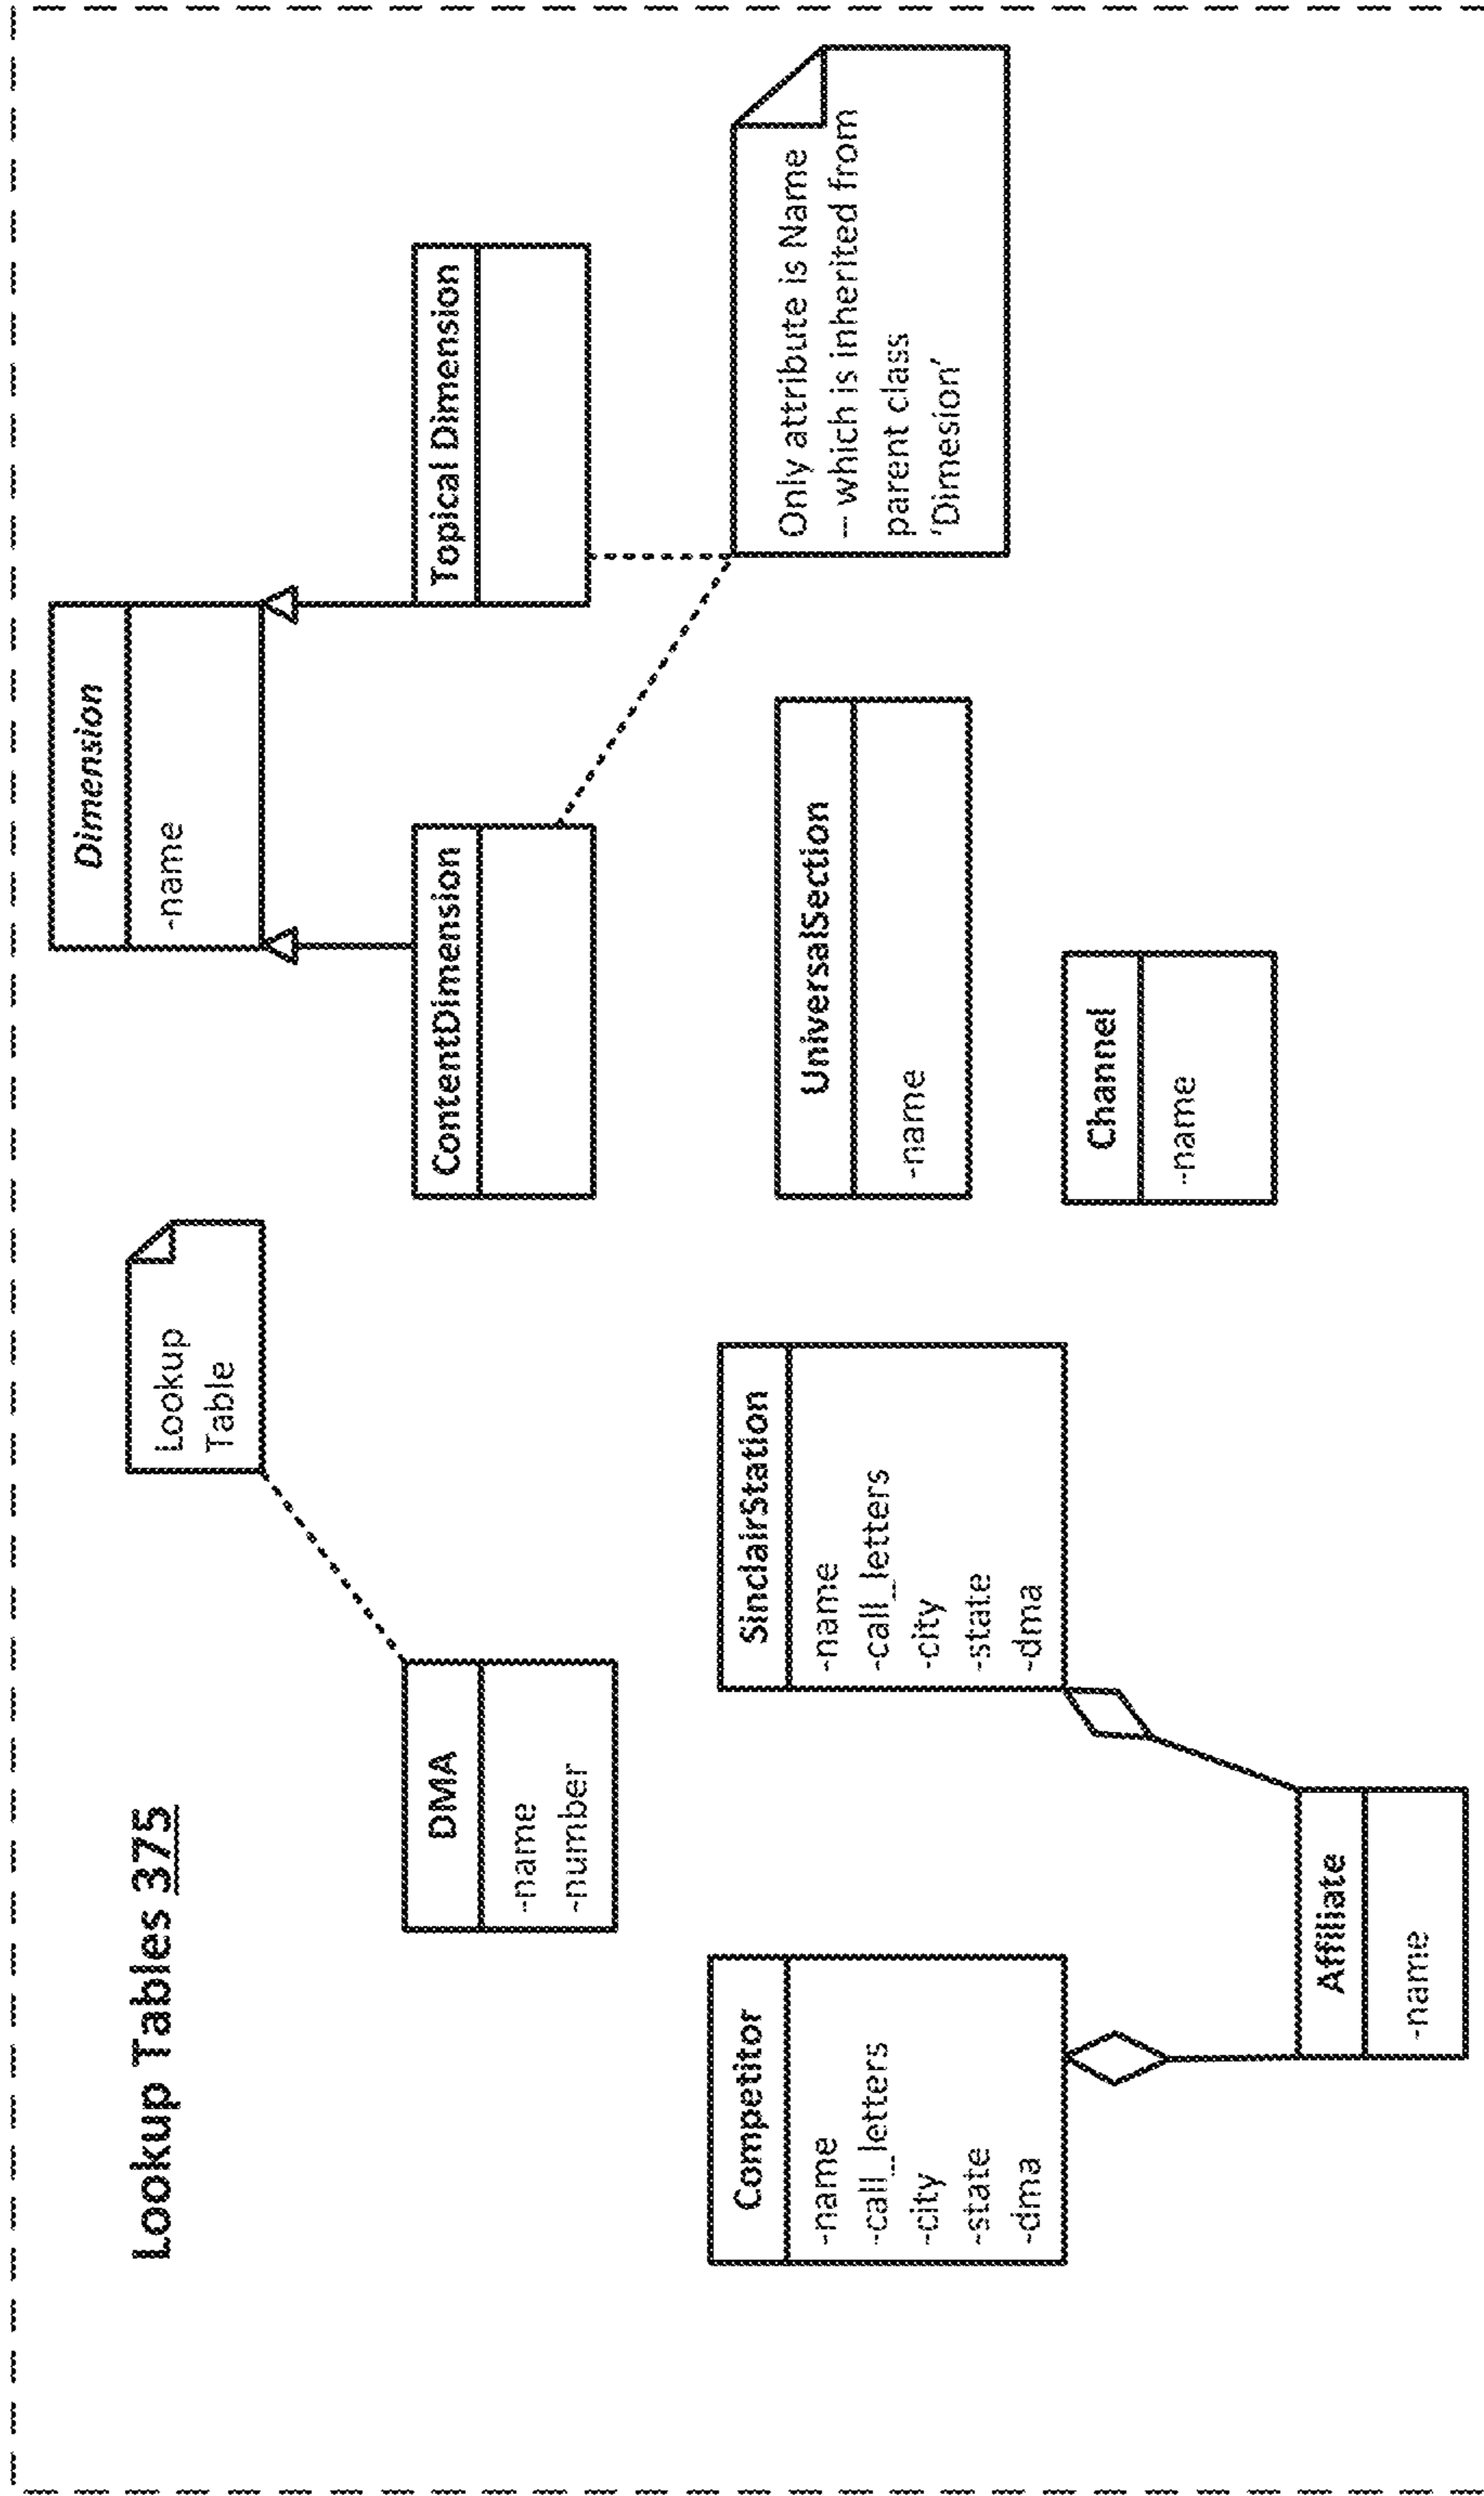 Lookup Tables 375
Lookup
Table
DMA
-name
-number
Competitor
-name
-call_letters
-city
-state
-dma
SinclairStation
-name
-call_letters
-city
-state
-dma
Affiliate
-name
Dimension
-name
ContentDimension
Topical Dimension
Only attribute is Name
– which is inherited from
parent class
‘Dimesion’
UniversalSection
-name
Channel
-name